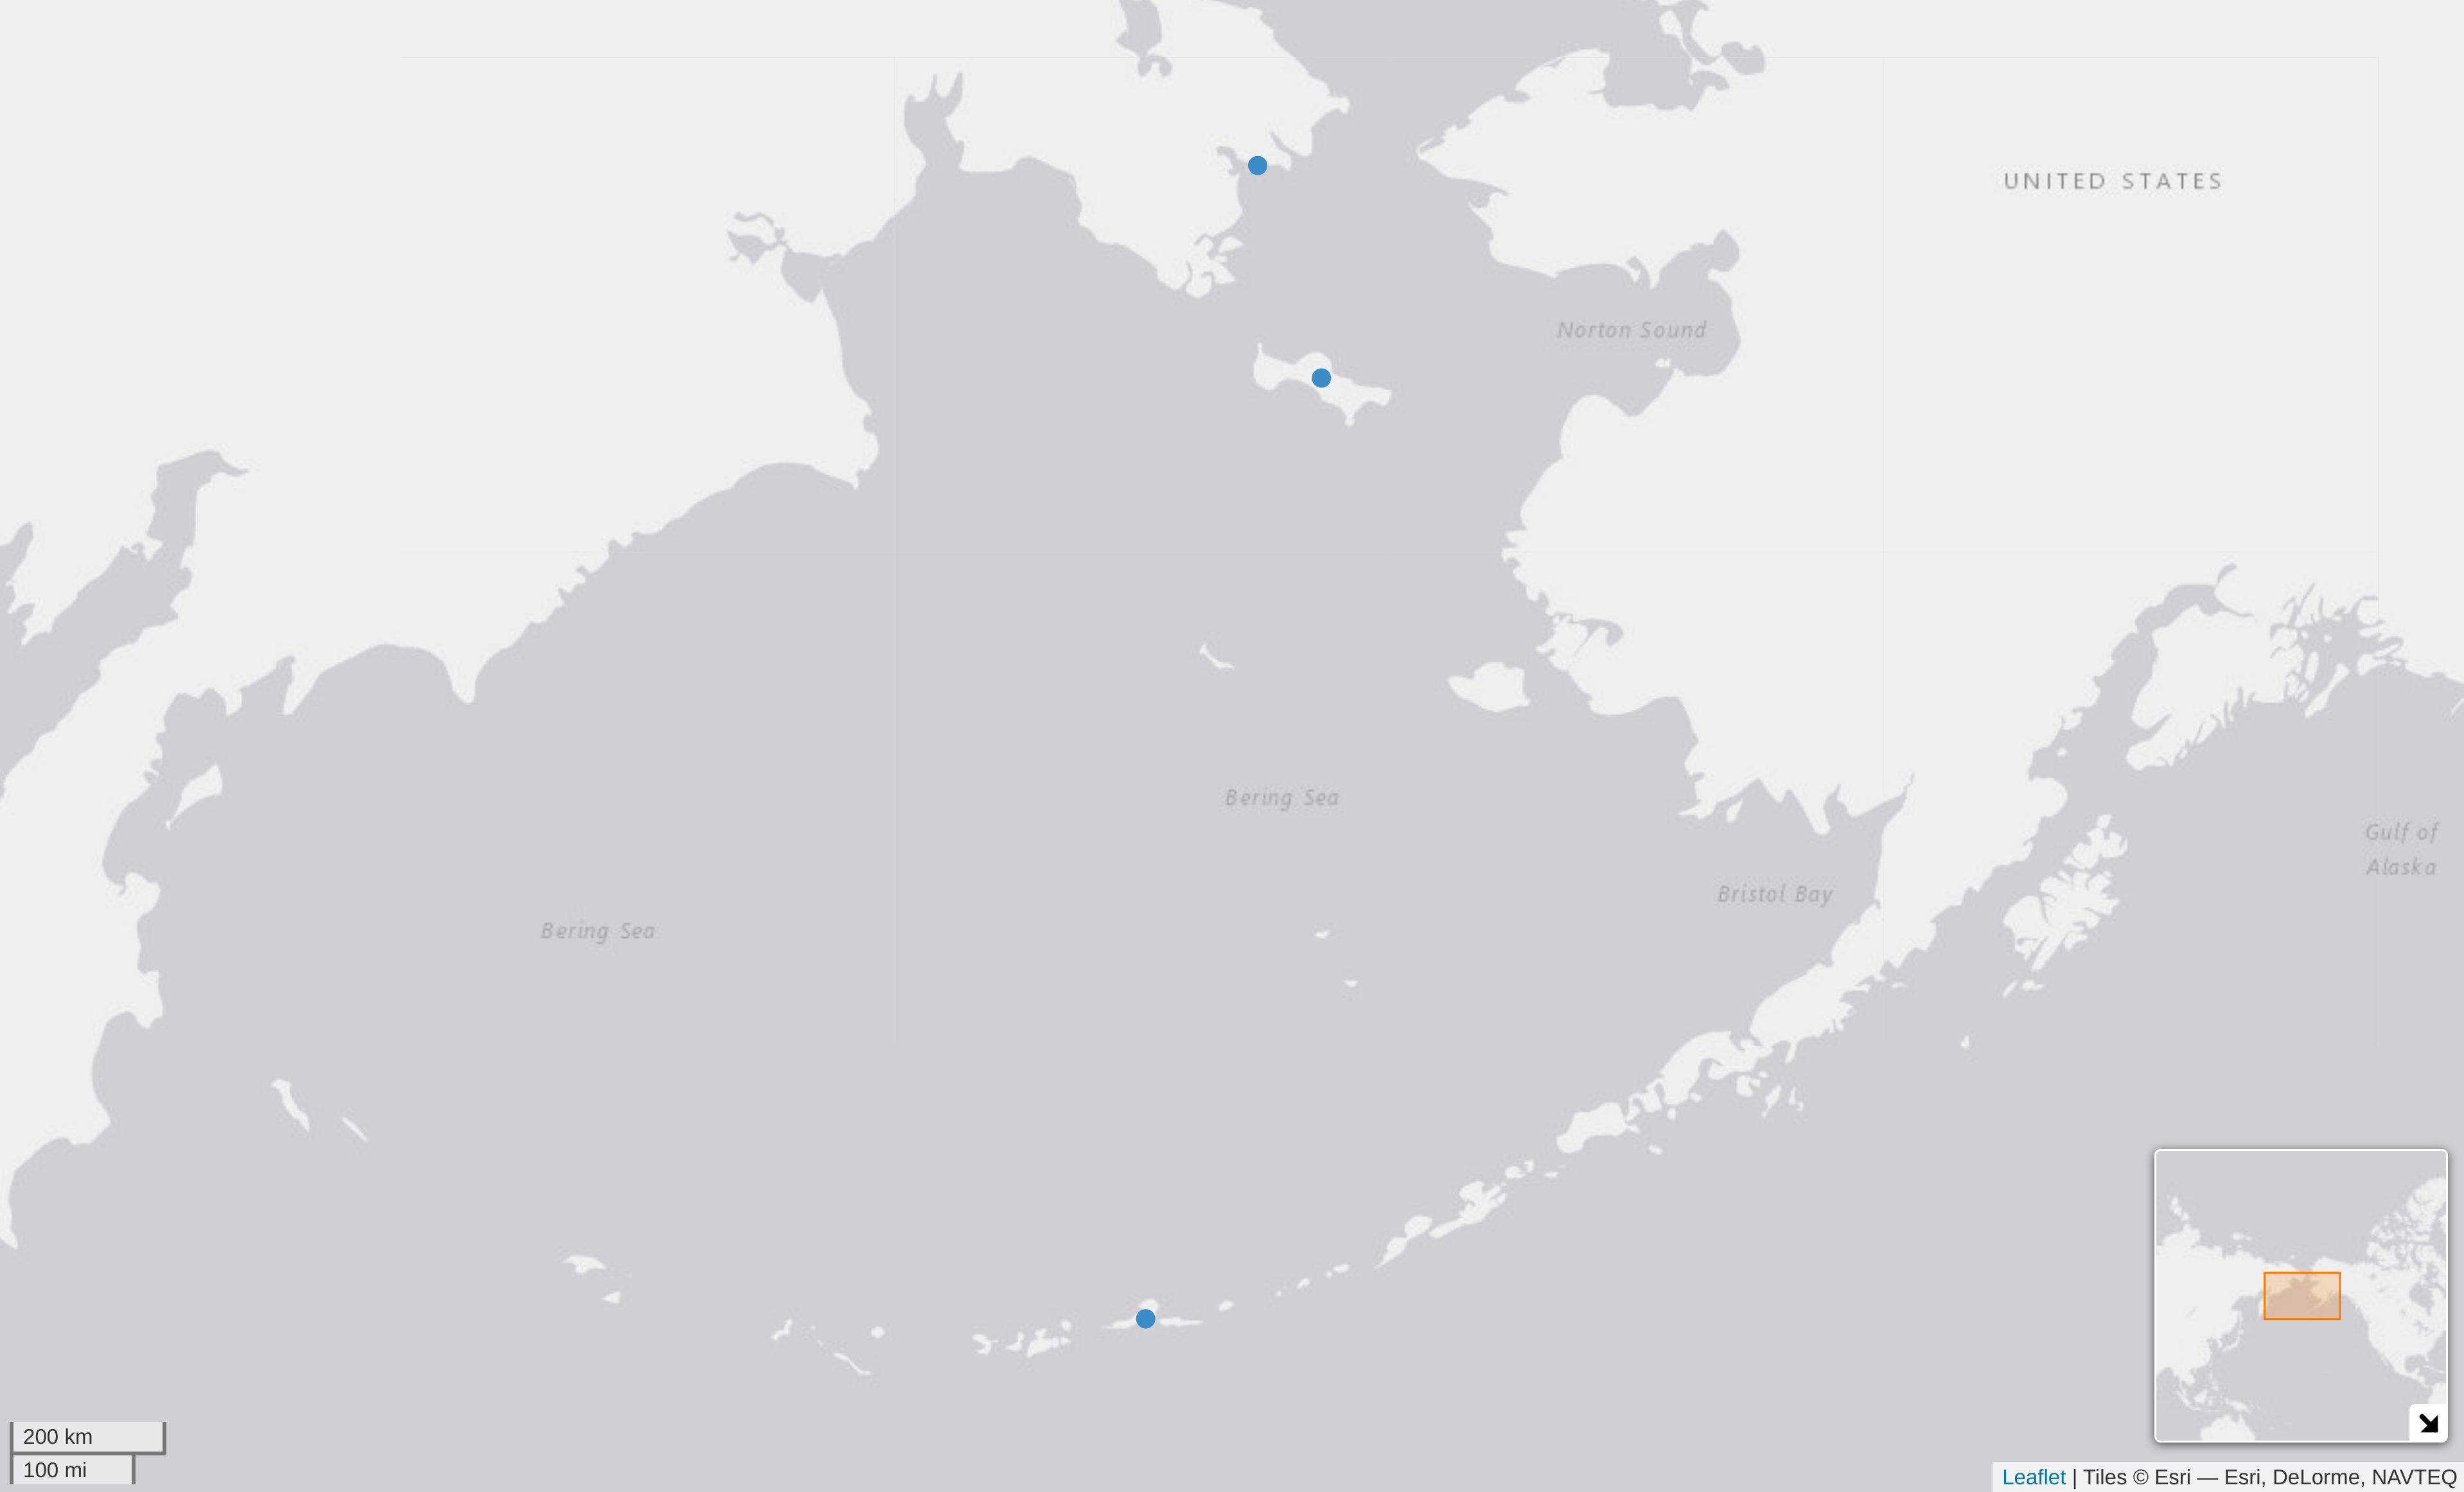 UNITED STATES
Norton Sound
Bering Sea
Gulf of
Alaska
Bristol Bay
Bering Sea
200 km
100 mi
Leaflet | Tiles © Esri — Esri, DeLorme, NAVTEQ